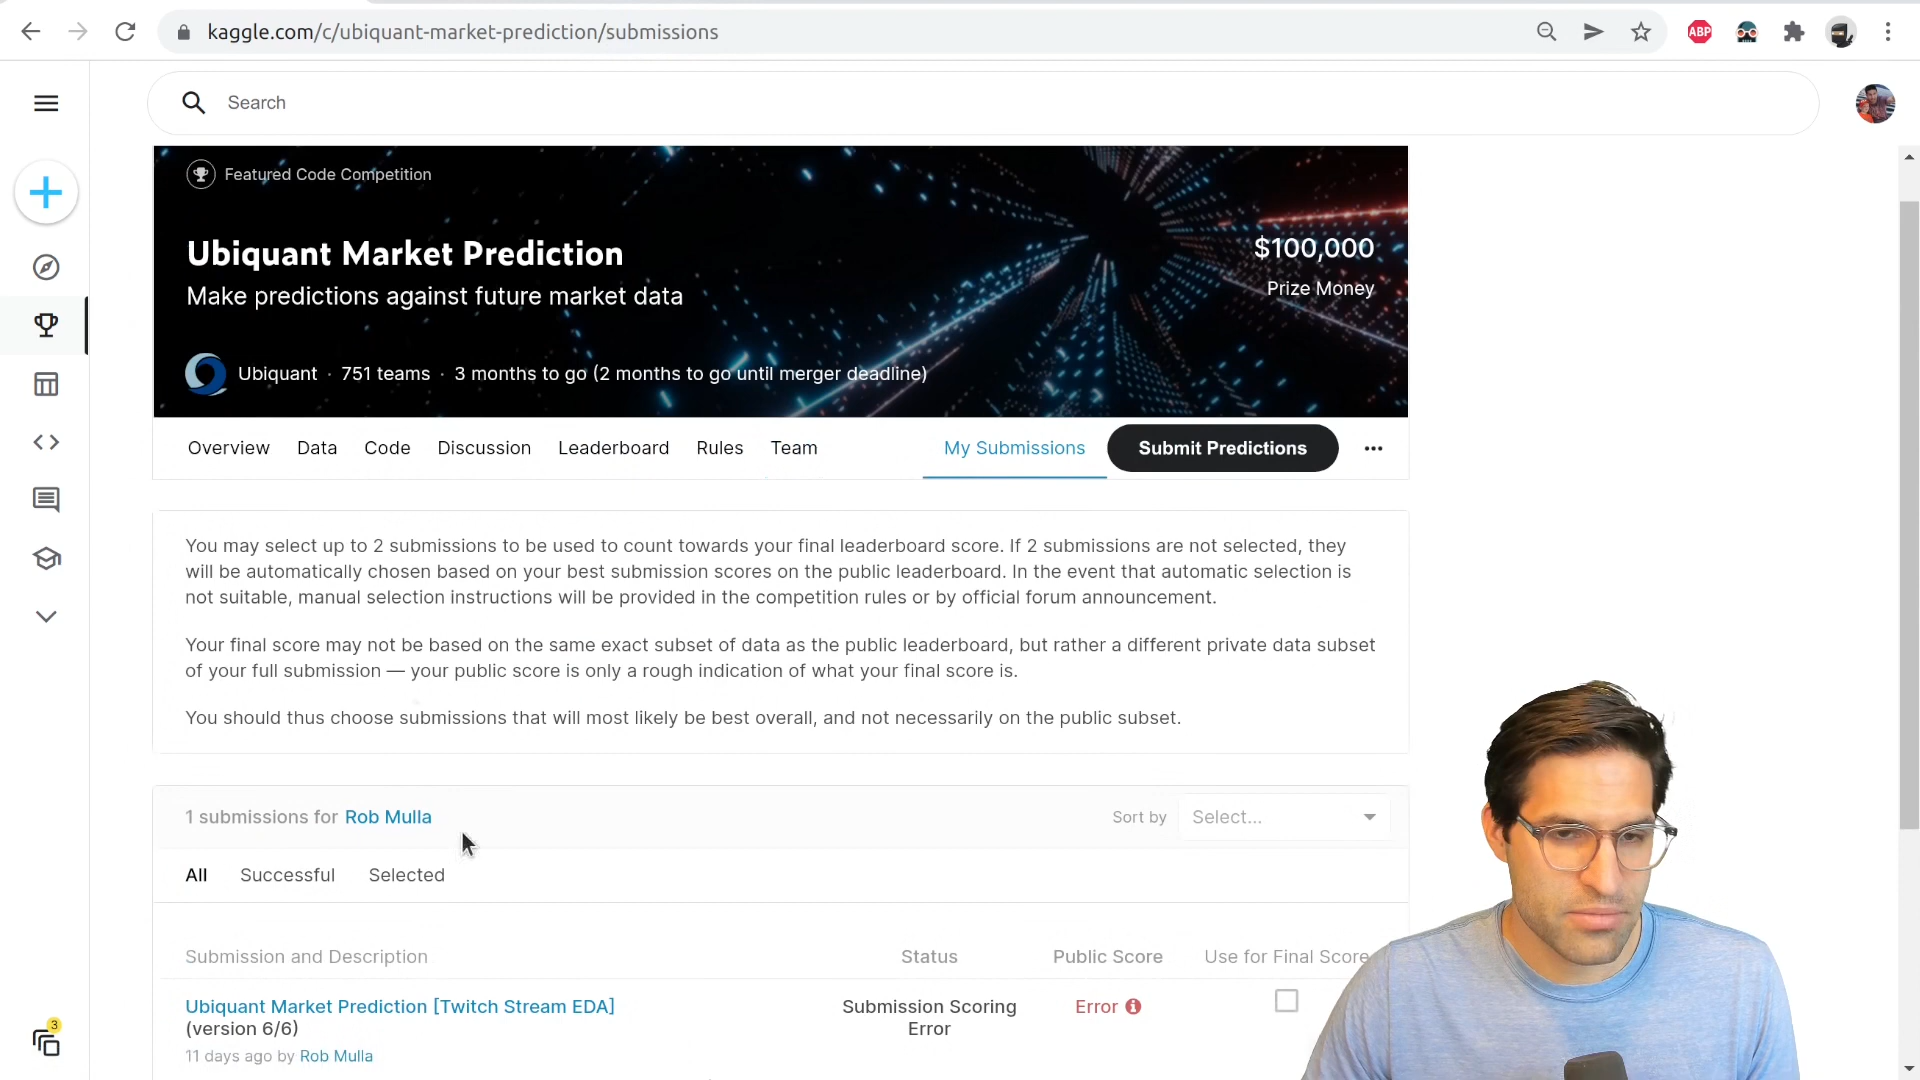 kaggle.com/c/ubiquant-market-prediction/submissions
ABP
Search
Featured Code Competition
Ubiquant Market Prediction
$100,000
Make predictions against future market data
Prize Money
Ubiquant · 751 teams · 3 months to go (2 months to go until merger deadline)
Overview Data Code Discussion Leaderboard Rules Team My Submissions Submit Predictions
You may select up to 2 submissions to be used to count towards your final leaderboard score. If 2 submissions are not selected, they
will be automatically chosen based on your best submission scores on the public leaderboard. In the event that automatic selection is
not suitable, manual selection instructions will be provided in the competition rules or by official forum announcement.
Your final score may not be based on the same exact subset of data as the public leaderboard, but rather a different private data subset
of your full submission — your public score is only a rough indication of what your final score is.
You should thus choose submissions that will most likely be best overall, and not necessarily on the public subset.
1 submissions for Rob Mulla Sort by Select...
All Successful Selected
Submission and Description Status Public Score Use for Final Score
Ubiquant Market Prediction [Twitch Stream EDA] Submission Scoring Error
(version 6/6) Error
11 days ago by Rob Mulla
3